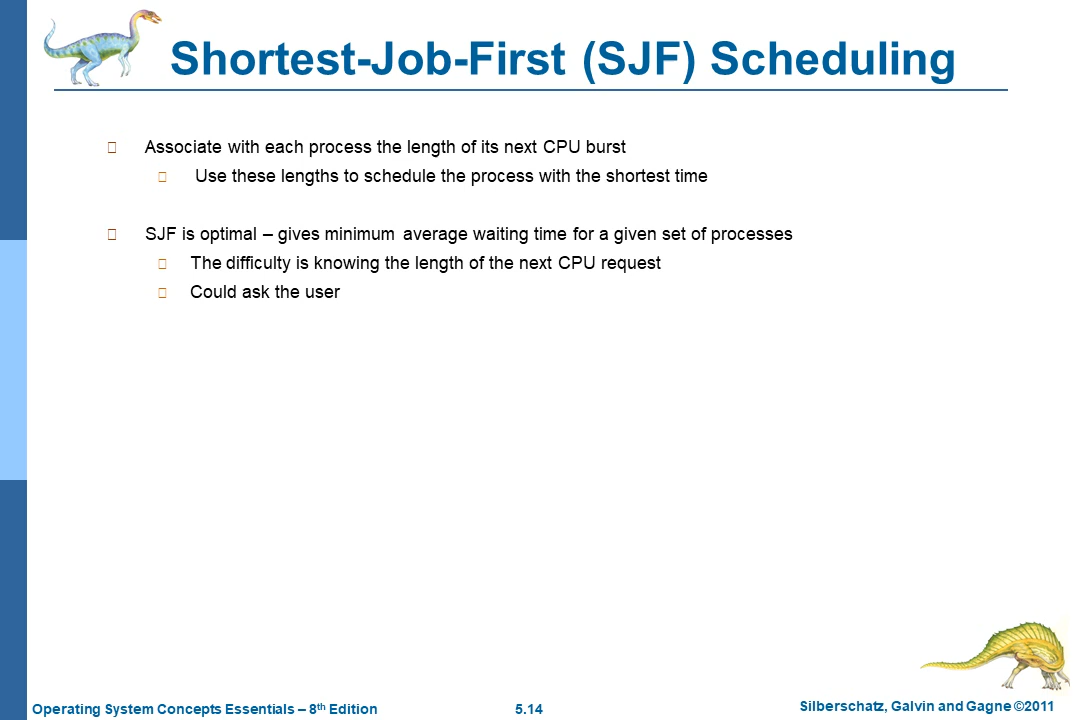 Shortest-Job-First (SJF) Scheduling
Associate with each process the length of its next CPU burst
Use these lengths to schedule the process with the shortest time
SJF is optimal – gives minimum average waiting time for a given set of processes
The difficulty is knowing the length of the next CPU request
Could ask the user
Operating System Concepts Essentials – 8th Edition
5.14
Silberschatz, Galvin and Gagne ©2011